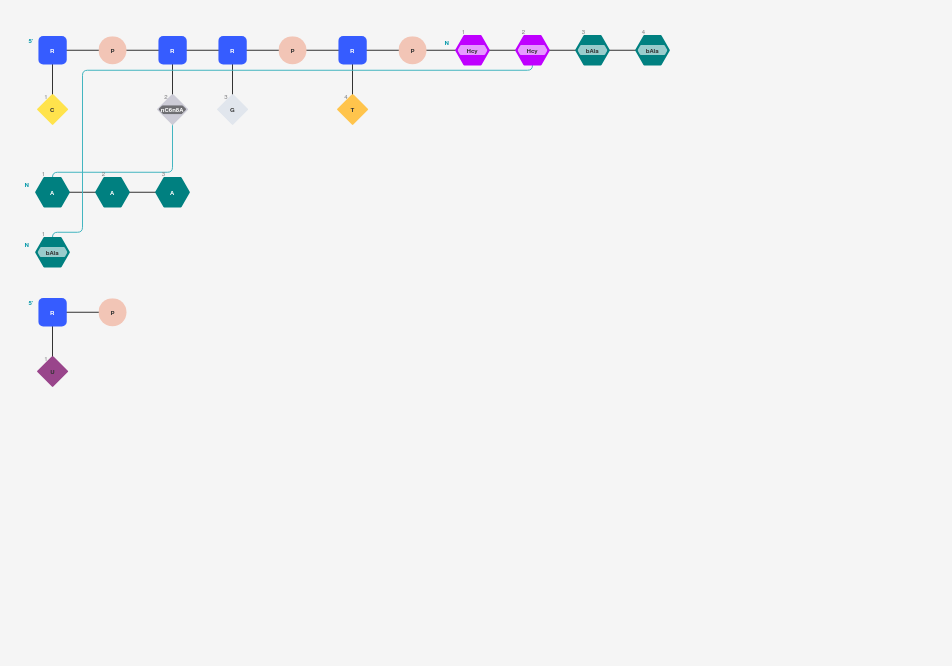 1 2 3 4
5' R P R R P R P N Hcy Hcy bAla bAla
1 2 3 4
C nC6n8A G T
1 2 3
N A A A
1
N bAla
5' R P
1
U